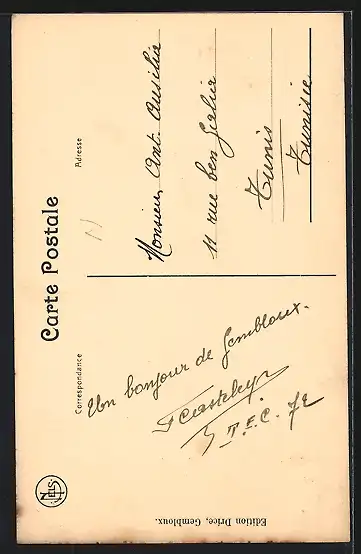 Carte Postale
Correspondance
Adresse
Un bonjour de Gembloux.
Monsieur Ant. Ausilia
11 rue ben
Tunis
Tunisie
NELS
Edition Drice, Gembloux.